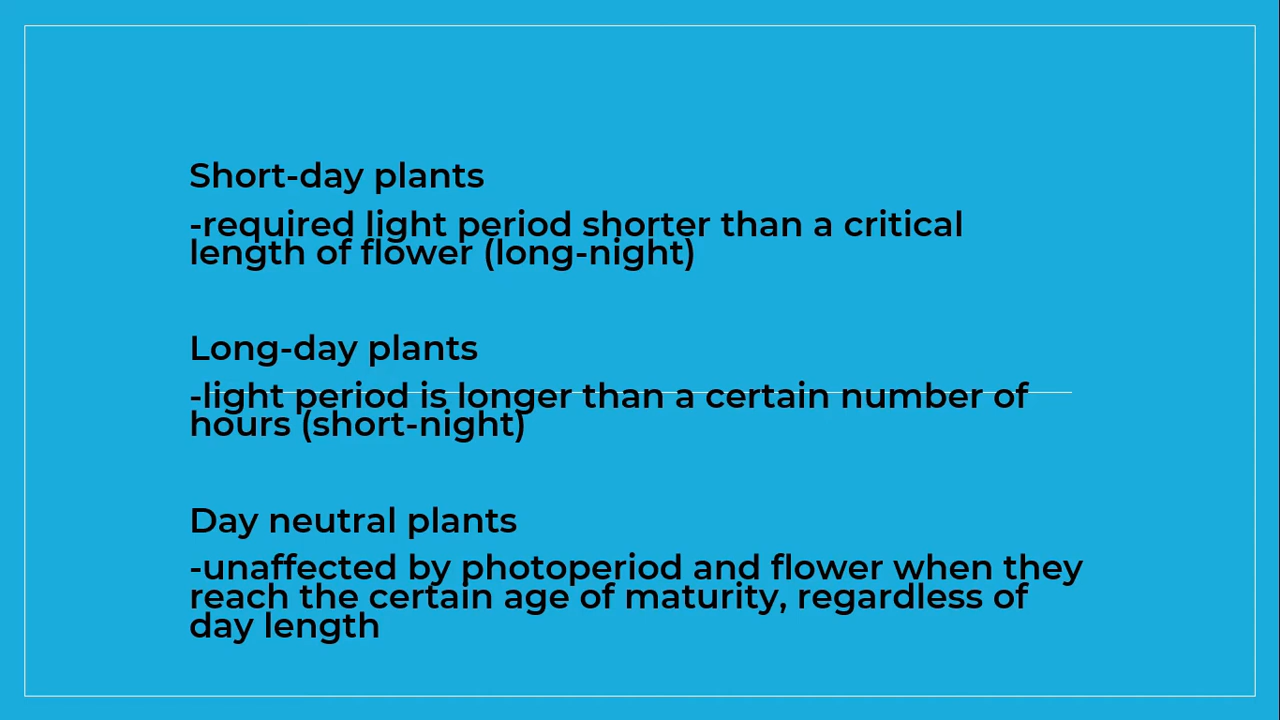 Short-day plants
-required light period shorter than a critical
length of flower (long-night)
Long-day plants
-light period is longer than a certain number of
hours (short-night)
Day neutral plants
-unaffected by photoperiod and flower when they
reach the certain age of maturity, regardless of
day length